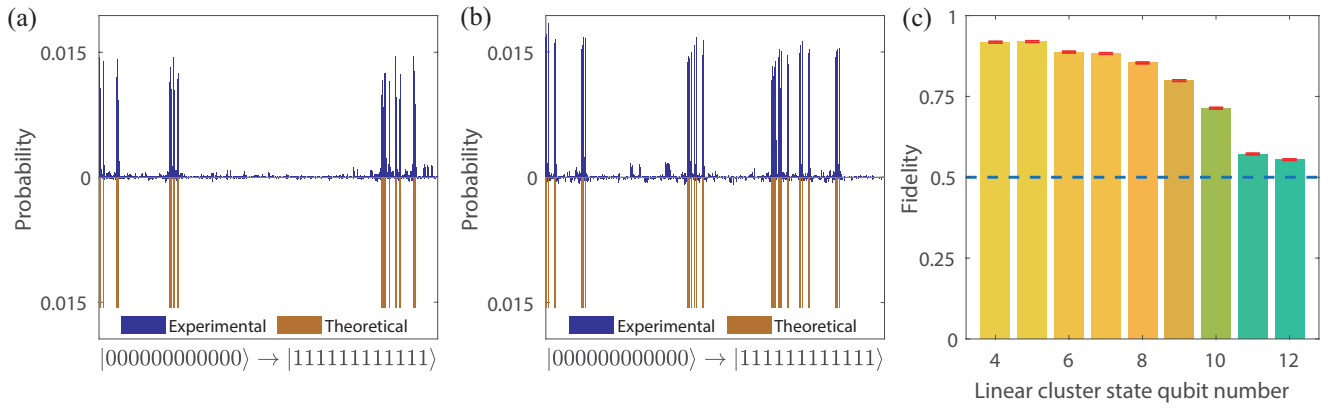 (a)
Probability
0.015
0
0.015
Experimental Theoretical
|000000000000⟩ → |111111111111⟩
(b)
Probability
0.015
0
0.015
Experimental Theoretical
|000000000000⟩ → |111111111111⟩
(c)
Fidelity
1
0.75
0.5
0.25
0
4 6 8 10 12
Linear cluster state qubit number